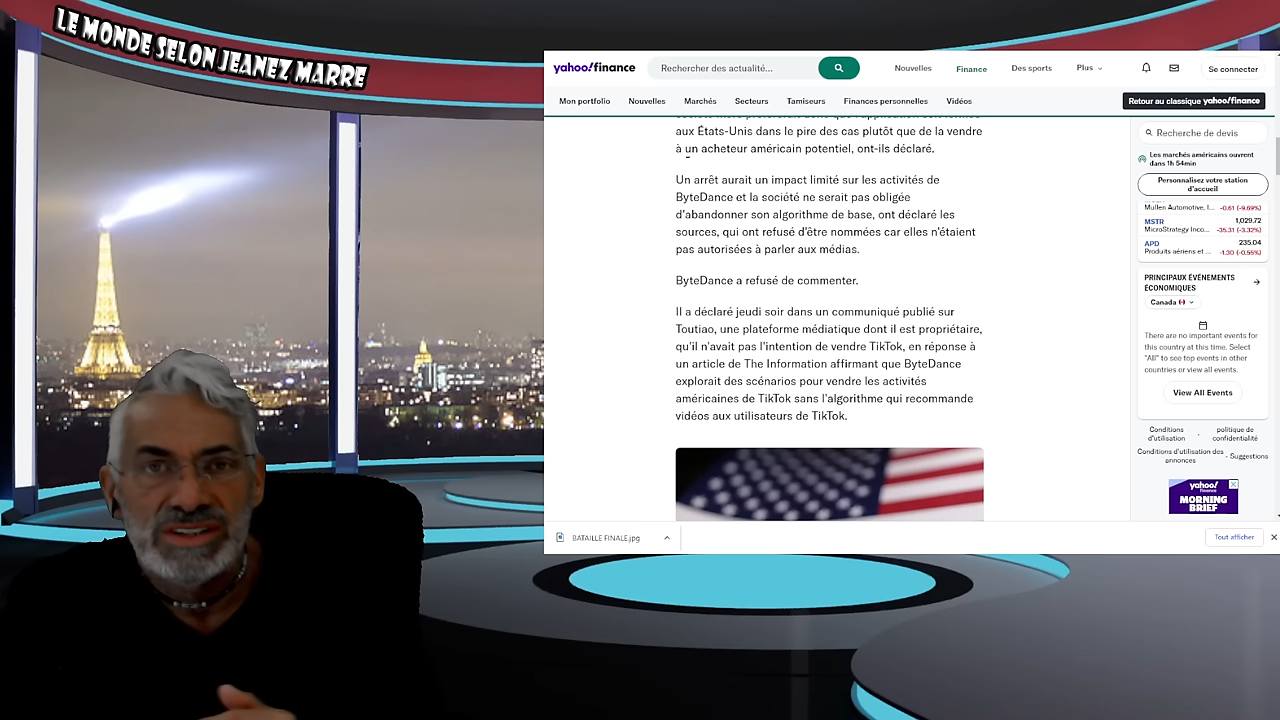 LE MONDE SELON JEANEZ MARRE
yahoo!finance
Rechercher des actualité...
Nouvelles
Finance
Des sports
Plus
Se connecter
Mon portfolio
Nouvelles
Marchés
Secteurs
Tamiseurs
Finances personnelles
Vidéos
Retour au classique yahoo!finance
aux États-Unis dans le pire des cas plutôt que de la vendre
à un acheteur américain potentiel, ont-ils déclaré.
Un arrêt aurait un impact limité sur les activités de
ByteDance et la société ne serait pas obligée
d'abandonner son algorithme de base, ont déclaré les
sources, qui ont refusé d'être nommées car elles n'étaient
pas autorisées à parler aux médias.
ByteDance a refusé de commenter.
Il a déclaré jeudi soir dans un communiqué publié sur
Toutiao, une plateforme médiatique dont il est propriétaire,
qu'il n'avait pas l'intention de vendre TikTok, en réponse à
un article de The Information affirmant que ByteDance
explorait des scénarios pour vendre les activités
américaines de TikTok sans l'algorithme qui recommande
vidéos aux utilisateurs de TikTok.
Recherche de devis
Les marchés américains ouvrent
dans 1h 54min
Personnalisez votre station
d'accueil
Mullen Automotive, I... -0.61 (-9.69%)
MSTR 1,029.72
MicroStrategy Inco... -35.31 (-3.32%)
APD 235.04
Produits aériens et ... -1.30 (-0.55%)
PRINCIPAUX ÉVÉNEMENTS
ÉCONOMIQUES
Canada
There are no important events for
this country at this time. Select
"All" to see top events in other
countries or view all events.
View All Events
Conditions
d'utilisation
politique de
confidentialité
Conditions d'utilisation des
annonces
Suggestions
yahoo!
finance
MORNING
BRIEF
BATAILLE FINALE.jpg
Tout afficher